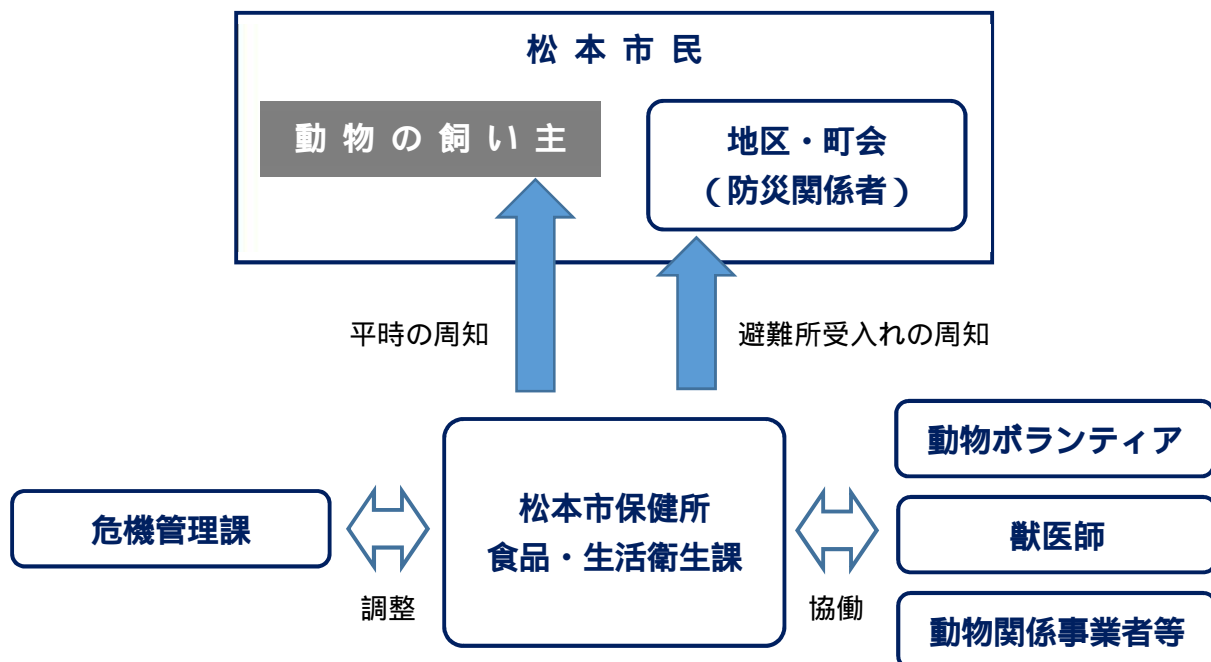 松本市民
動物の飼い主
地区・町会
(防災関係者)
平時の周知
避難所受入れの周知
動物ボランティア
危機管理課
松本市保健所
食品・生活衛生課
獣医師
調整
協働
動物関係事業者等